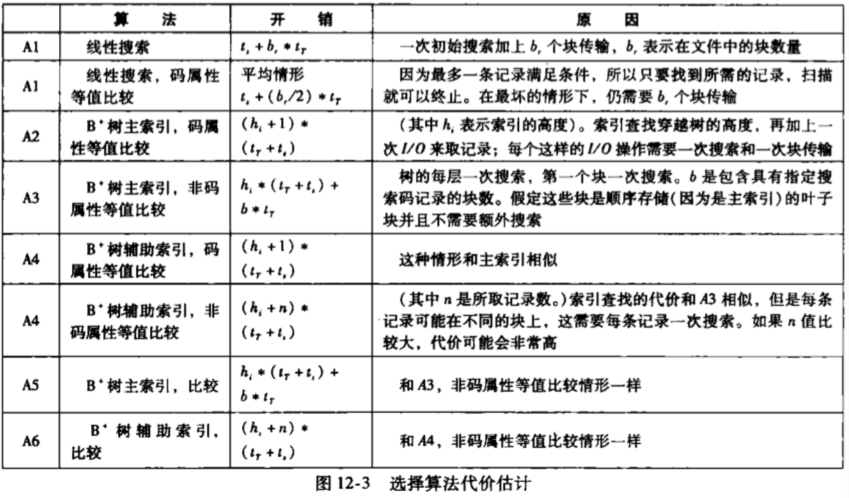 算 法 开 销 原 因
A1 线性搜索 t_s + b_r * t_T 一次初始搜索加上 b_r 个块传输，b_r 表示在文件中的块数量
A1 线性搜索，码属性 平均情形 因为最多一条记录满足条件，所以只要找到所需的记录，扫描
等值比较 t_s + (b_r/2) * t_T 就可以终止。在最坏的情形下，仍需要 b_r 个块传输
A2 B⁺树主索引，码属 (h_i + 1) * (其中 h_i 表示索引的高度)。索引查找穿越树的高度，再加上一
性等值比较 (t_T + t_s) 次 I/O 来取记录；每个这样的 I/O 操作需要一次搜索和一次块传输
A3 B⁺树主索引，非码 h_i * (t_T + t_s) + 树的每层一次搜索，第一个块一次搜索。b 是包含具有指定搜
属性等值比较 b * t_T 索码记录的块数。假定这些块是顺序存储(因为是主索引)的叶子
块并且不需要额外搜索
A4 B⁺树辅助索引，码 (h_i + 1) * 这种情形和主索引相似
属性等值比较 (t_T + t_s)
A4 B⁺树辅助索引，非 (h_i + n) * (其中 n 是所取记录数。)索引查找的代价和 A3 相似，但是每条
码属性等值比较 (t_T + t_s) 记录可能在不同的块上，这需要每条记录一次搜索。如果 n 值比
较大，代价可能会非常高
A5 B⁺树主索引，比较 h_i * (t_T + t_s) + 和 A3，非码属性等值比较情形一样
b * t_T
A6 B⁺树辅助索引， (h_i + n) * 和 A4，非码属性等值比较情形一样
比较 (t_T + t_s)
图 12-3 选择算法代价估计